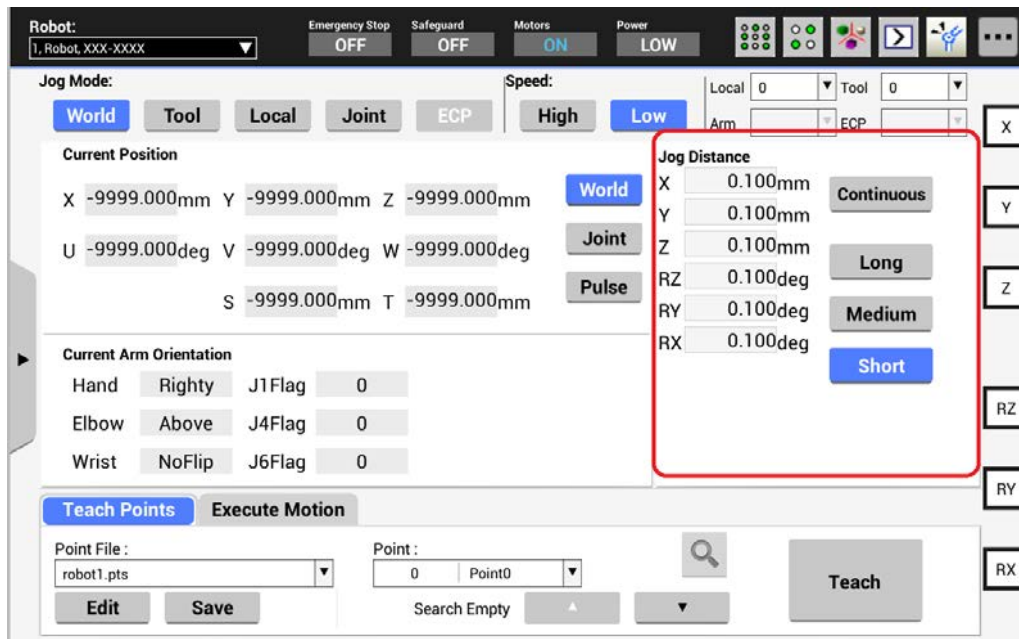 Robot:
1, Robot, XXX-XXXX
Emergency Stop
OFF
Safeguard
OFF
Motors
ON
Power
LOW
Jog Mode:
World Tool Local Joint ECP
Speed:
High Low
Local 0 Tool 0
Arm ECP
Current Position
X -9999.000mm Y -9999.000mm Z -9999.000mm
U -9999.000deg V -9999.000deg W -9999.000deg
S -9999.000mm T -9999.000mm
World
Joint
Pulse
Jog Distance
X 0.100mm
Y 0.100mm
Z 0.100mm
RZ 0.100deg
RY 0.100deg
RX 0.100deg
Continuous
Long
Medium
Short
X
Y
Z
RZ
RY
RX
Current Arm Orientation
Hand Righty J1Flag 0
Elbow Above J4Flag 0
Wrist NoFlip J6Flag 0
Teach Points Execute Motion
Point File :
robot1.pts
Edit Save
Point :
0 Point0
Search Empty
Teach